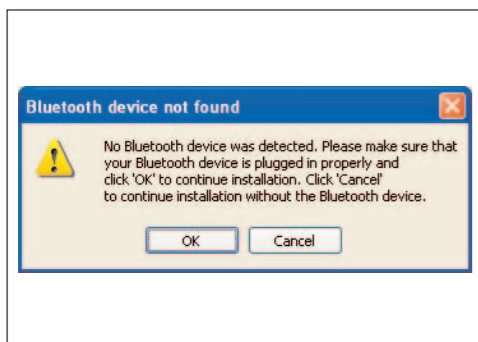 Bluetooth device not found
No Bluetooth device was detected. Please make sure that
your Bluetooth device is plugged in properly and
click 'OK' to continue installation. Click 'Cancel'
to continue installation without the Bluetooth device.
OK
Cancel